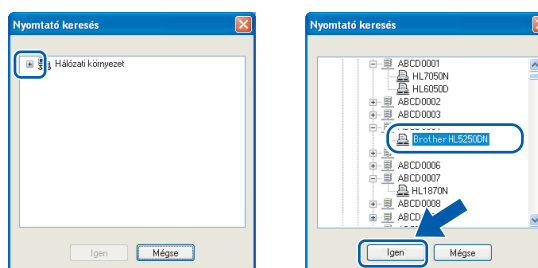 Nyomtató keresés
Hálózati környezet
Igen
Mégse
Nyomtató keresés
ABCD0001
HL7050N
HL6050D
ABCD0002
ABCD0003
Brother HL5250DN
ABCD0006
ABCD0007
HL1870N
ABCD0008
ABCD
Igen
Mégse